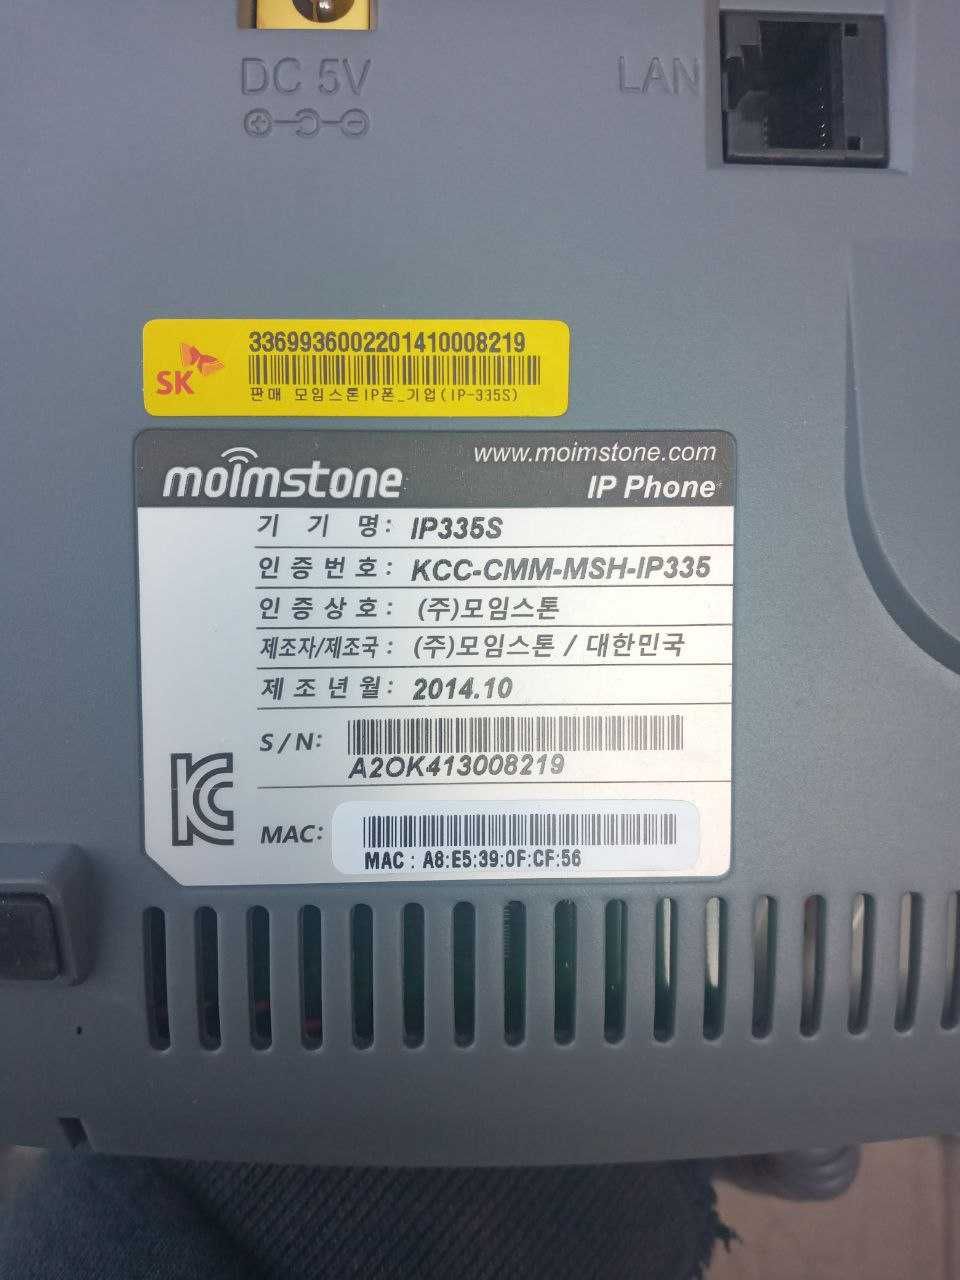 DC 5V
LAN
3369936002201410008219
SK
판매 모임스톤IP폰_기업(IP-335S)
www.moimstone.com
moimstone
IP Phone
기 기 명: IP335S
인 증 번 호: KCC-CMM-MSH-IP335
인 증 상 호: (주)모임스톤
제조자/제조국: (주)모임스톤 / 대한민국
제 조 년 월: 2014.10
S/N:
A2OK413008219
MAC:
MAC : A8:E5:39:0F:CF:56